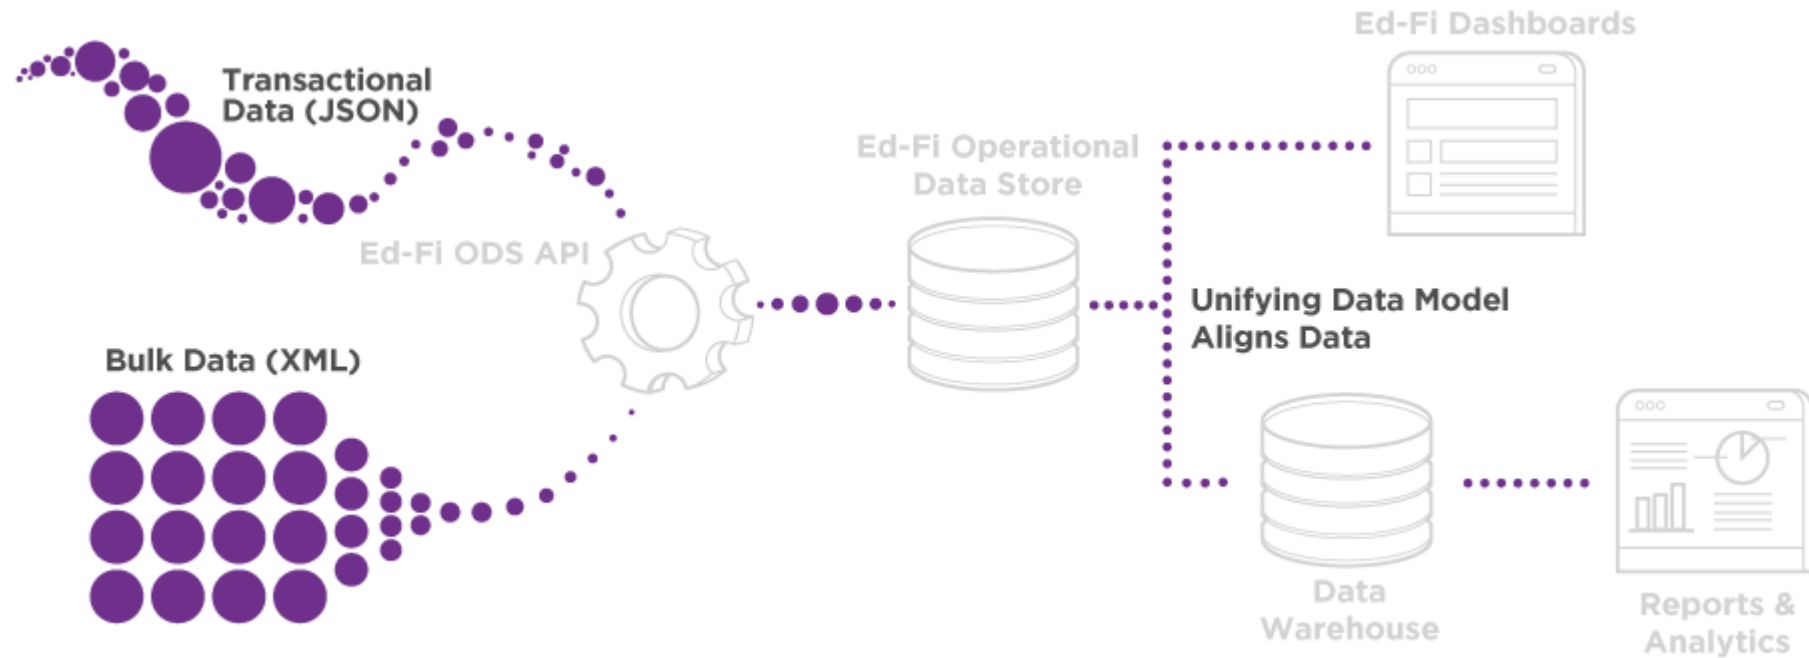 Ed-Fi Dashboards
Transactional
Data (JSON)
Ed-Fi Operational
Data Store
Ed-Fi ODS API
Unifying Data Model
Aligns Data
Bulk Data (XML)
Data
Warehouse
Reports &
Analytics